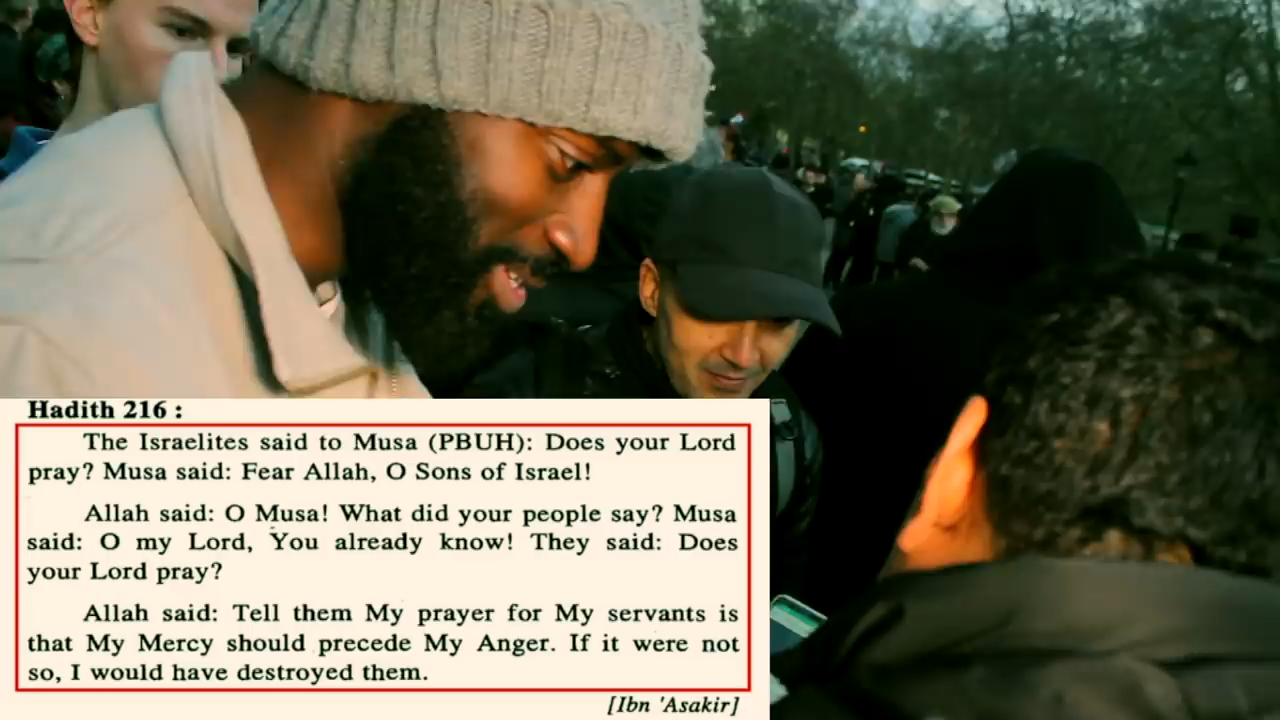 Hadith 216 :
The Israelites said to Musa (PBUH): Does your Lord
pray? Musa said: Fear Allah, O Sons of Israel!
Allah said: O Musa! What did your people say? Musa
said: O my Lord, You already know! They said: Does
your Lord pray?
Allah said: Tell them My prayer for My servants is
that My Mercy should precede My Anger. If it were not
so, I would have destroyed them.
[Ibn 'Asakir]